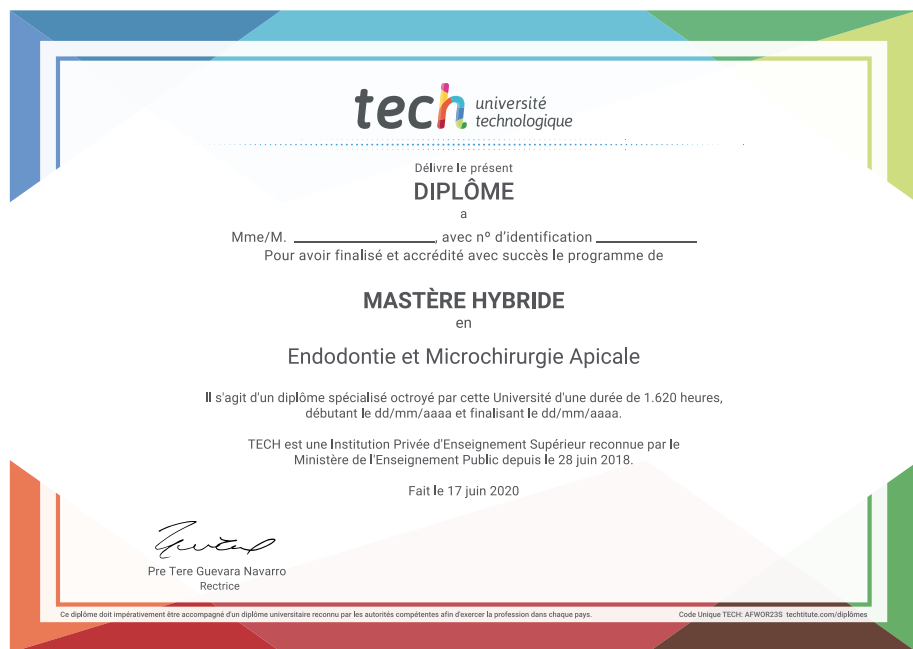 tech université
technologique
Délivre le présent
DIPLÔME
a
Mme/M. ________________, avec nº d'identification ____________
Pour avoir finalisé et accrédité avec succès le programme de
MASTÈRE HYBRIDE
en
Endodontie et Microchirurgie Apicale
Il s'agit d'un diplôme spécialisé octroyé par cette Université d'une durée de 1.620 heures,
débutant le dd/mm/aaaa et finalisant le dd/mm/aaaa.
TECH est une Institution Privée d'Enseignement Supérieur reconnue par le
Ministère de l'Enseignement Public depuis le 28 juin 2018.
Fait le 17 juin 2020
Pre Tere Guevara Navarro
Rectrice
Ce diplôme doit impérativement être accompagné d'un diplôme universitaire reconnu par les autorités compétentes afin d'exercer la profession dans chaque pays. Code Unique TECH: AFWOR23S techtitute.com/diplômes